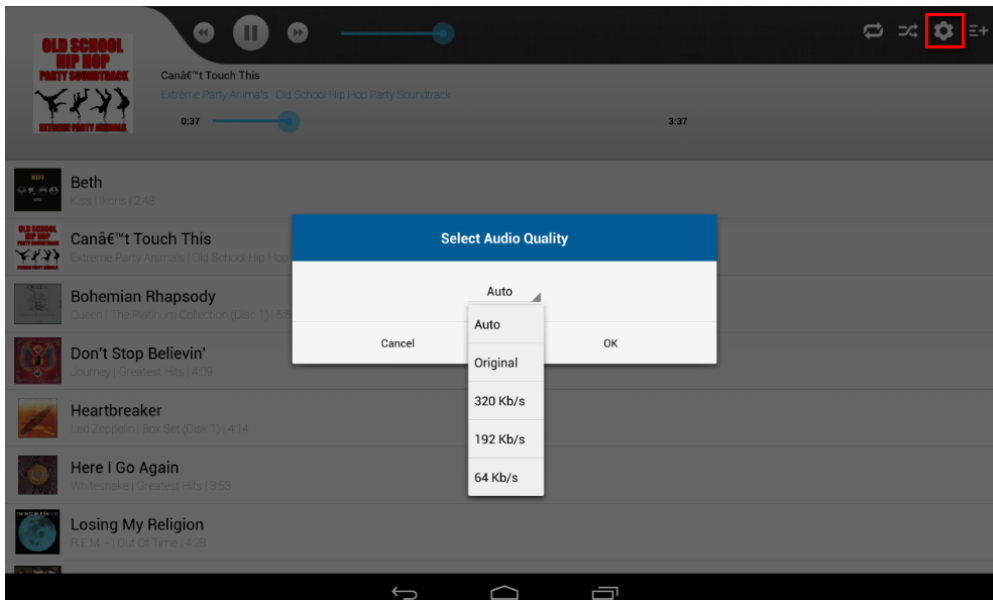 OLD SCHOOL
HIP HOP
PARTY SOUNDTRACK
EXTREME PARTY ANIMALS
Canâ€™t Touch This
Extreme Party Animals : Old School Hip Hop Party Soundtrack
0:37
3:37
Beth
Kiss | Ikons | 2:48
Canâ€™t Touch This
Extreme Party Animals | Old School Hip Hop
Bohemian Rhapsody
Queen | The Platinum Collection (Disc 1) | 5:5
Don't Stop Believin'
Journey | Greatest Hits | 4:09
Heartbreaker
Led Zeppelin | Box Set (Disk 1) | 4:14
Here I Go Again
Whitesnake | Greatest Hits | 3:53
Losing My Religion
R.E.M. - | Out Of Time | 4:28
Select Audio Quality
Auto
Cancel
OK
Auto
Original
320 Kb/s
192 Kb/s
64 Kb/s